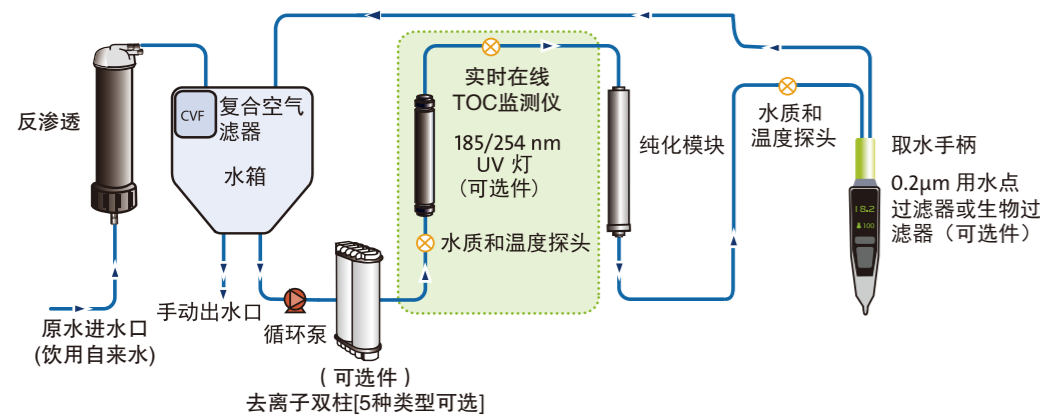 反渗透
CVF
复合空气
滤器
水箱
手动出水口
原水进水口
(饮用自来水)
循环泵
（可选件）
去离子双柱[5种类型可选]
实时在线
TOC监测仪
185/254 nm
UV 灯
（可选件）
水质和温度探头
纯化模块
水质和
温度探头
取水手柄
0.2μm 用水点
过滤器或生物过
滤器（可选件）
18.2
100